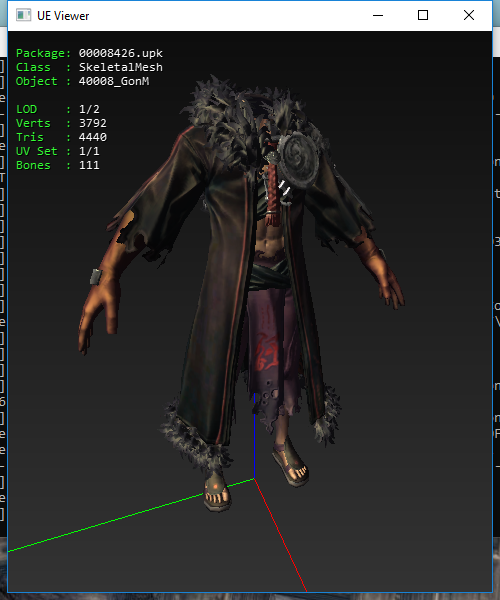 UE Viewer
Package: 00008426.upk
Class : SkeletalMesh
Object : 40008_GonM
LOD : 1/2
Verts : 3792
Tris : 4440
UV Set : 1/1
Bones : 111